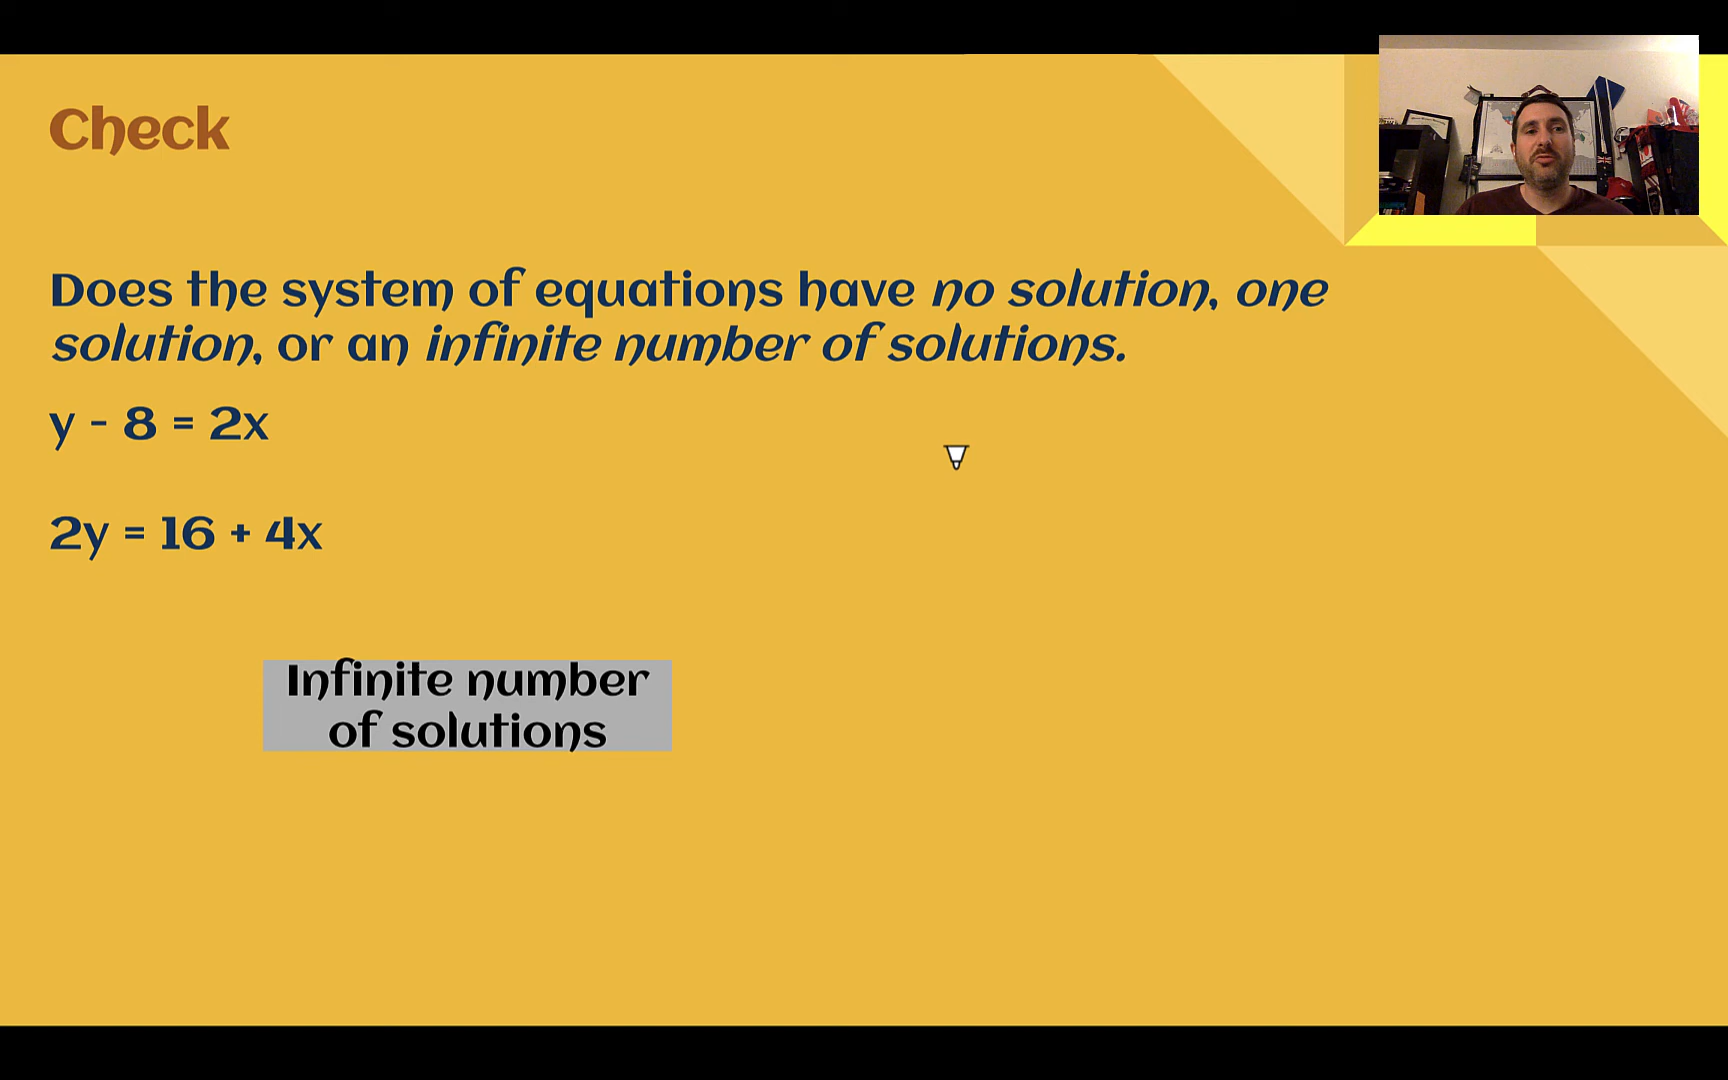 Check
Does the system of equations have no solution, one
solution, or an infinite number of solutions.
y - 8 = 2x
2y = 16 + 4x
Infinite number
of solutions